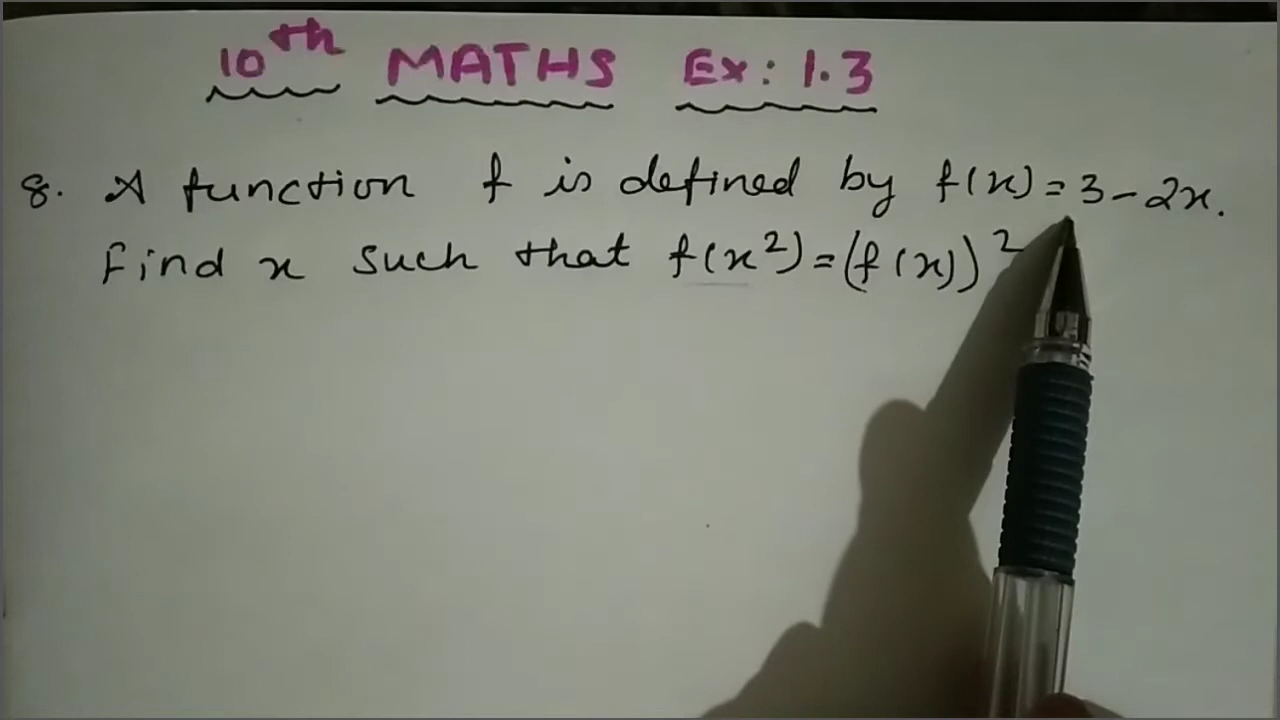 10th MATHS Ex: 1.3
8. A function f is defined by f(x)=3-2x.
Find x such that f(x²)=(f(x))²